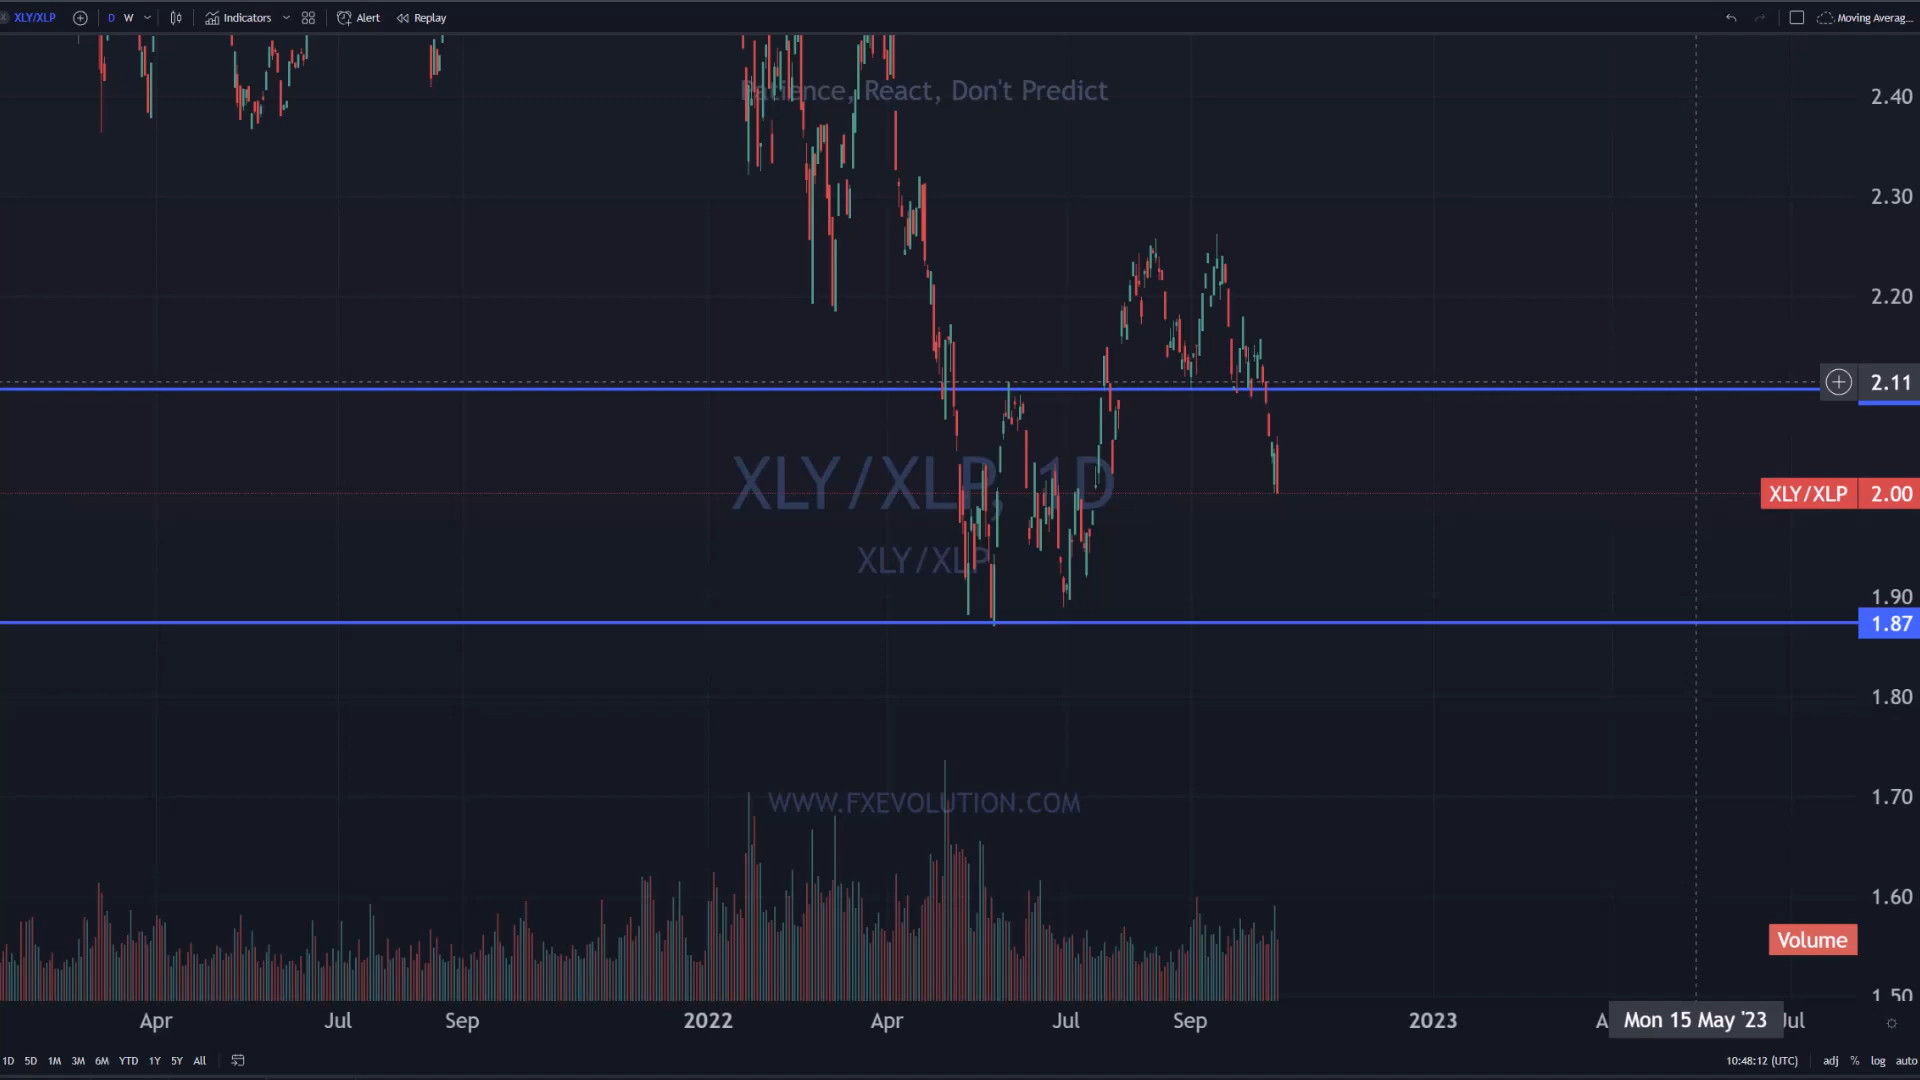 XLY/XLP D W Indicators Alert Replay Moving Averag...
Patience, React, Don't Predict
2.40
2.30
2.20
2.11
XLY/XLP, 1D
XLY/XLP 2.00
XLY/XLP
1.90
1.87
1.80
1.70
WWW.FXEVOLUTION.COM
1.60
Volume
1.50
Apr Jul Sep 2022 Apr Jul Sep 2023 A Mon 15 May '23 Jul
1D 5D 1M 3M 6M YTD 1Y 5Y All 10:48:12 (UTC) adj % log auto